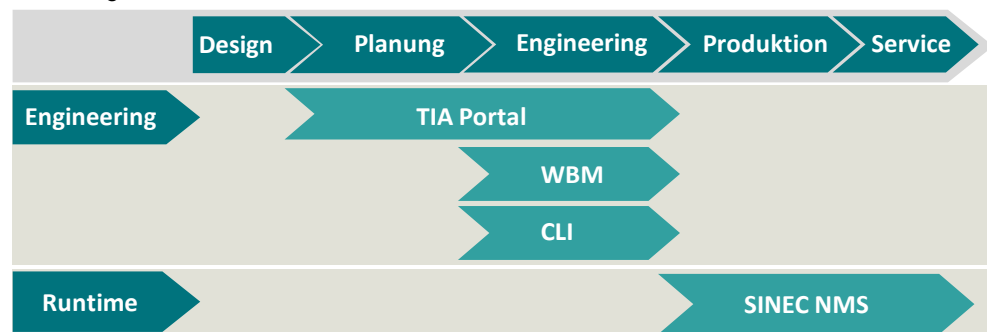 Design Planung Engineering Produktion Service
Engineering TIA Portal
WBM
CLI
Runtime SINEC NMS